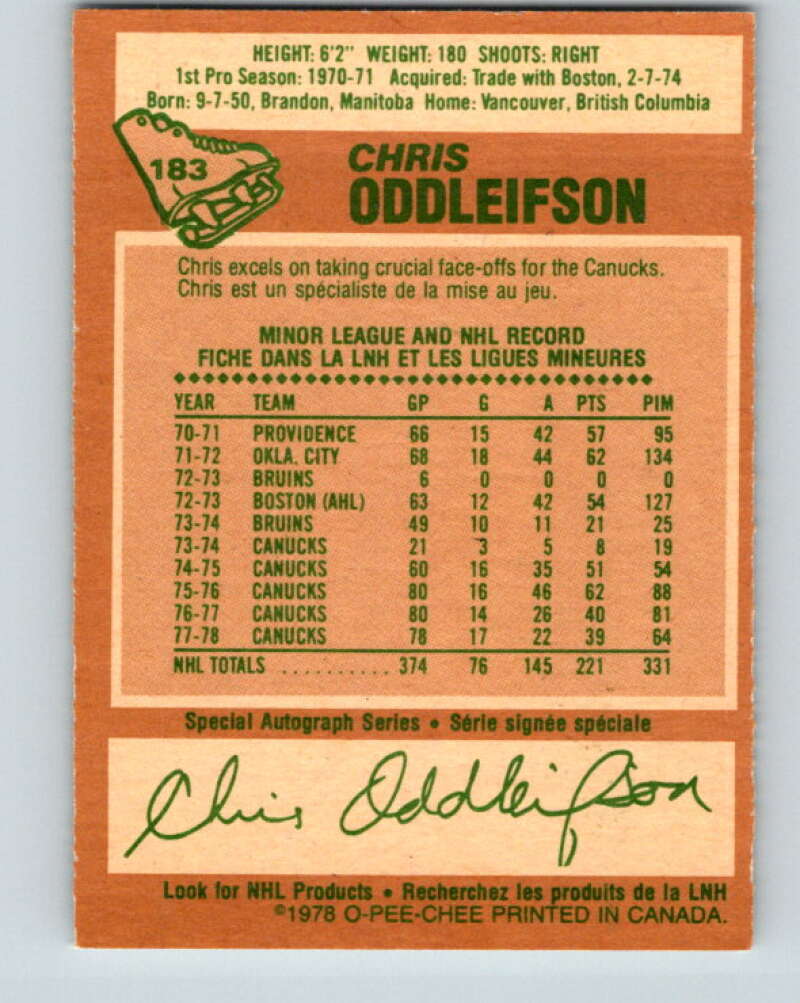 HEIGHT: 6'2" WEIGHT: 180 SHOOTS: RIGHT
1st Pro Season: 1970-71 Acquired: Trade with Boston, 2-7-74
Born: 9-7-50, Brandon, Manitoba Home: Vancouver, British Columbia
183
CHRIS
ODDLEIFSON
Chris excels on taking crucial face-offs for the Canucks.
Chris est un spécialiste de la mise au jeu.
MINOR LEAGUE AND NHL RECORD
FICHE DANS LA LNH ET LES LIGUES MINEURES
YEAR TEAM GP G A PTS PIM
70-71 PROVIDENCE 66 15 42 57 95
71-72 OKLA. CITY 68 18 44 62 134
72-73 BRUINS 6 0 0 0 0
72-73 BOSTON (AHL) 63 12 42 54 127
73-74 BRUINS 49 10 11 21 25
73-74 CANUCKS 21 3 5 8 19
74-75 CANUCKS 60 16 35 51 54
75-76 CANUCKS 80 16 46 62 88
76-77 CANUCKS 80 14 26 40 81
77-78 CANUCKS 78 17 22 39 64
NHL TOTALS .......... 374 76 145 221 331
Special Autograph Series • Série signée spéciale
Chris Oddleifson
Look for NHL Products • Recherchez les produits de la LNH
©1978 O-PEE-CHEE PRINTED IN CANADA.